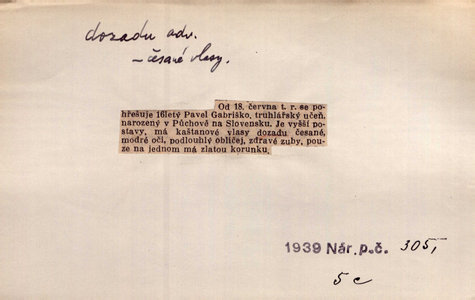 dozadu adv.
– česané vlasy.
Od 18. června t. r. se po-
hřešuje 16letý Pavel Gabriško, truhlářský učeň,
narozený v Púchově na Slovensku. Je vyšší po-
stavy, má kaštanové vlasy dozadu česané,
modré oči, podlouhlý obličej, zdravé zuby, pou-
ze na jednom má zlatou korunku.
1939 Nár. p. č. 305,
5 c